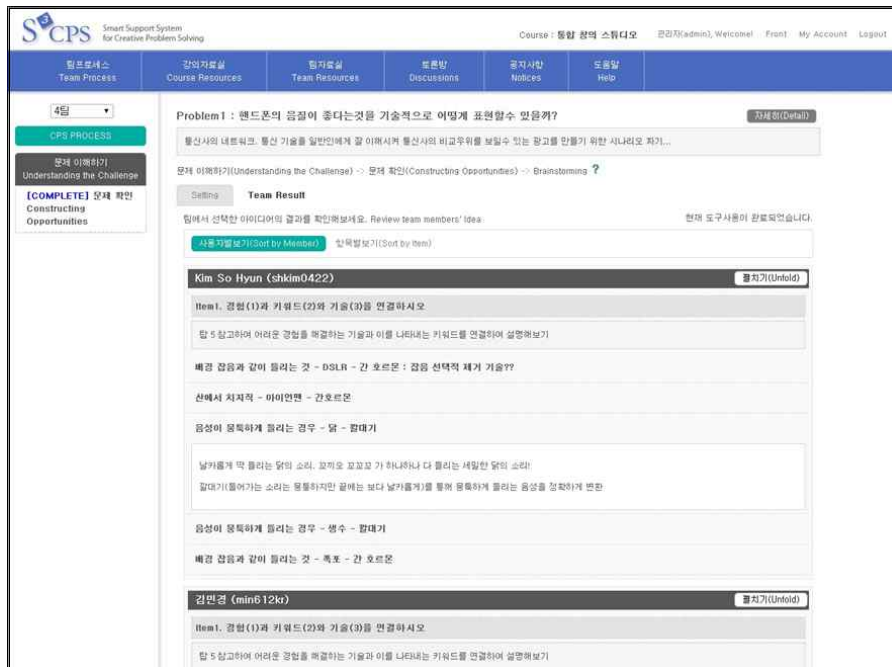 S3CPS Smart Support System
for Creative Problem Solving
Course : 통합 창의 스튜디오 관리자(admin), Welcome! Front My Account Logout
팀프로세스 강의자료실 팀자료실 토론방 공지사항 도움말
Team Process Course Resources Team Resources Discussions Notices Help
4팀
CPS PROCESS
문제 이해하기
Understanding the Challenge
[COMPLETE] 문제 확인
Constructing
Opportunities
Problem1 : 핸드폰의 음질이 좋다는것을 기술적으로 어떻게 표현할수 있을까?
자세히(Detail)
통신사의 네트워크, 통신 기술을 일반인에게 잘 이해시켜 통신사의 비교우위를 보일수 있는 광고를 만들기 위한 시나리오 짜기...
문제 이해하기(Understanding the Challenge) -> 문제 확인(Constructing Opportunities) -> Brainstorming ?
Setting Team Result
팀에서 선택한 아이디어의 결과를 확인해보세요. Review team members' Idea.
현재 도구사용이 완료되었습니다.
사용자별보기(Sort by Member) 항목별보기(Sort by Item)
Kim So Hyun (shkim0422) 펼치기(Unfold)
Item1. 경험(1)과 키워드(2)와 기술(3)을 연결하시오
탑 5 참고하여 어려운 경험을 해결하는 기술과 이를 나타내는 키워드를 연결하여 설명해보기
배경 잡음과 같이 들리는 것 - DSLR - 간 호르몬 : 잡음 선택적 제거 기술??
산에서 치지직 - 아이언맨 - 간호르몬
음성이 뭉툭하게 들리는 경우 - 닭 - 깔대기
날카롭게 딱 들리는 닭의 소리. 꼬끼오 꼬꼬꼬 가 하나하나 다 들리는 세밀한 닭의 소리!
깔대기(들어가는 소리는 뭉툭하지만 끝에는 보다 날카롭게)를 통해 뭉툭하게 들리는 음성을 정확하게 변환
음성이 뭉툭하게 들리는 경우 - 생수 - 깔대기
배경 잡음과 같이 들리는 것 - 폭포 - 간 호르몬
김민경 (min612kr) 펼치기(Unfold)
Item1. 경험(1)과 키워드(2)와 기술(3)을 연결하시오
탑 5 참고하여 어려운 경험을 해결하는 기술과 이를 나타내는 키워드를 연결하여 설명해보기